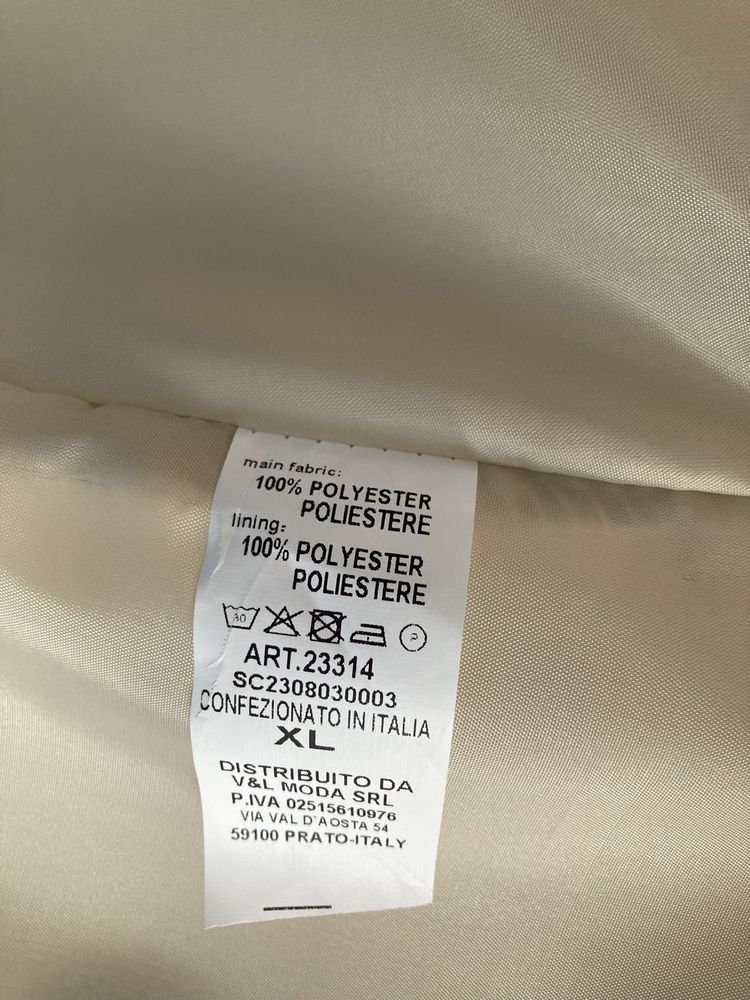 main fabric:
100% POLYESTER
POLIESTERE
lining:
100% POLYESTER
POLIESTERE
30
P
ART.23314
SC2308030003
CONFEZIONATO IN ITALIA
XL
DISTRIBUITO DA
V&L MODA SRL
P.IVA 02515610976
VIA VAL D'AOSTA 54
59100 PRATO-ITALY